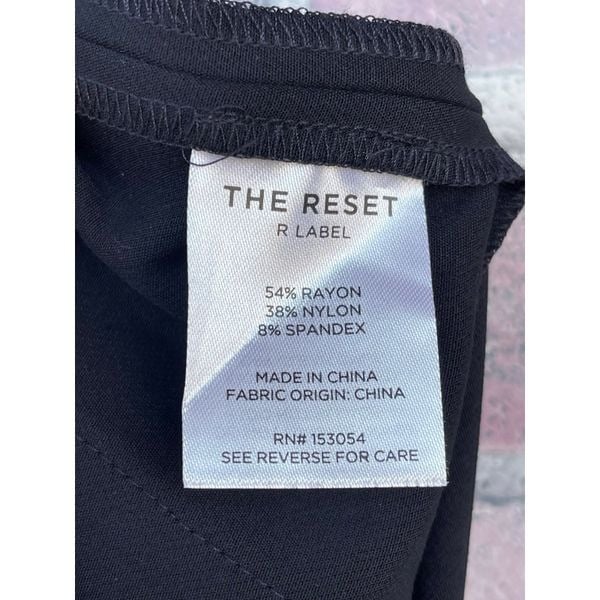 THE RESET
R LABEL
54% RAYON
38% NYLON
8% SPANDEX
MADE IN CHINA
FABRIC ORIGIN: CHINA
RN# 153054
SEE REVERSE FOR CARE